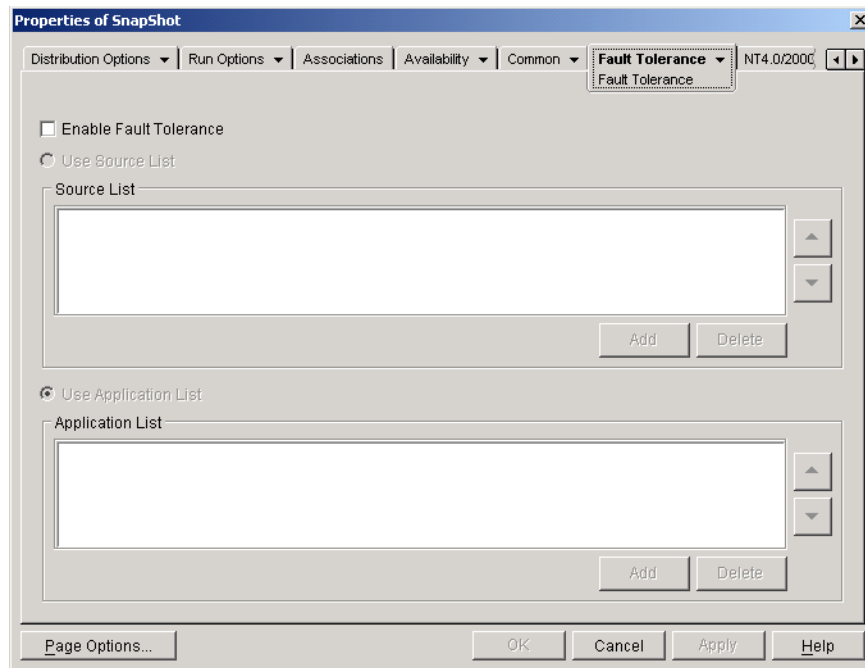 Properties of SnapShot
Distribution Options Run Options Associations Availability Common Fault Tolerance NT4.0/2000
Fault Tolerance
Enable Fault Tolerance
Use Source List
Source List
Add Delete
Use Application List
Application List
Add Delete
Page Options... OK Cancel Apply Help